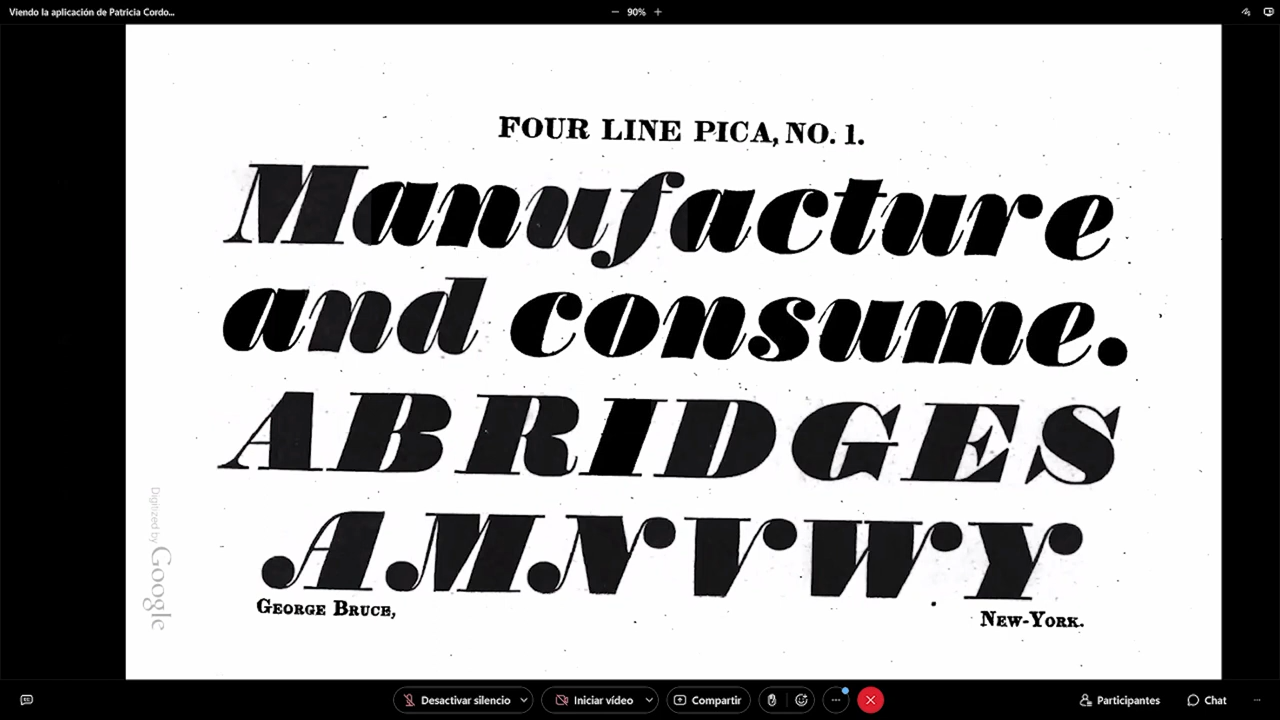 Viendo la aplicación de Patricia Cordo...
− 90% +
FOUR LINE PICA, NO. 1.
Manufacture
and consume.
ABRIDGES
AMNVWY
GEORGE BRUCE,
NEW-YORK.
Digitized by Google
Desactivar silencio
Iniciar vídeo
Compartir
Participantes
Chat